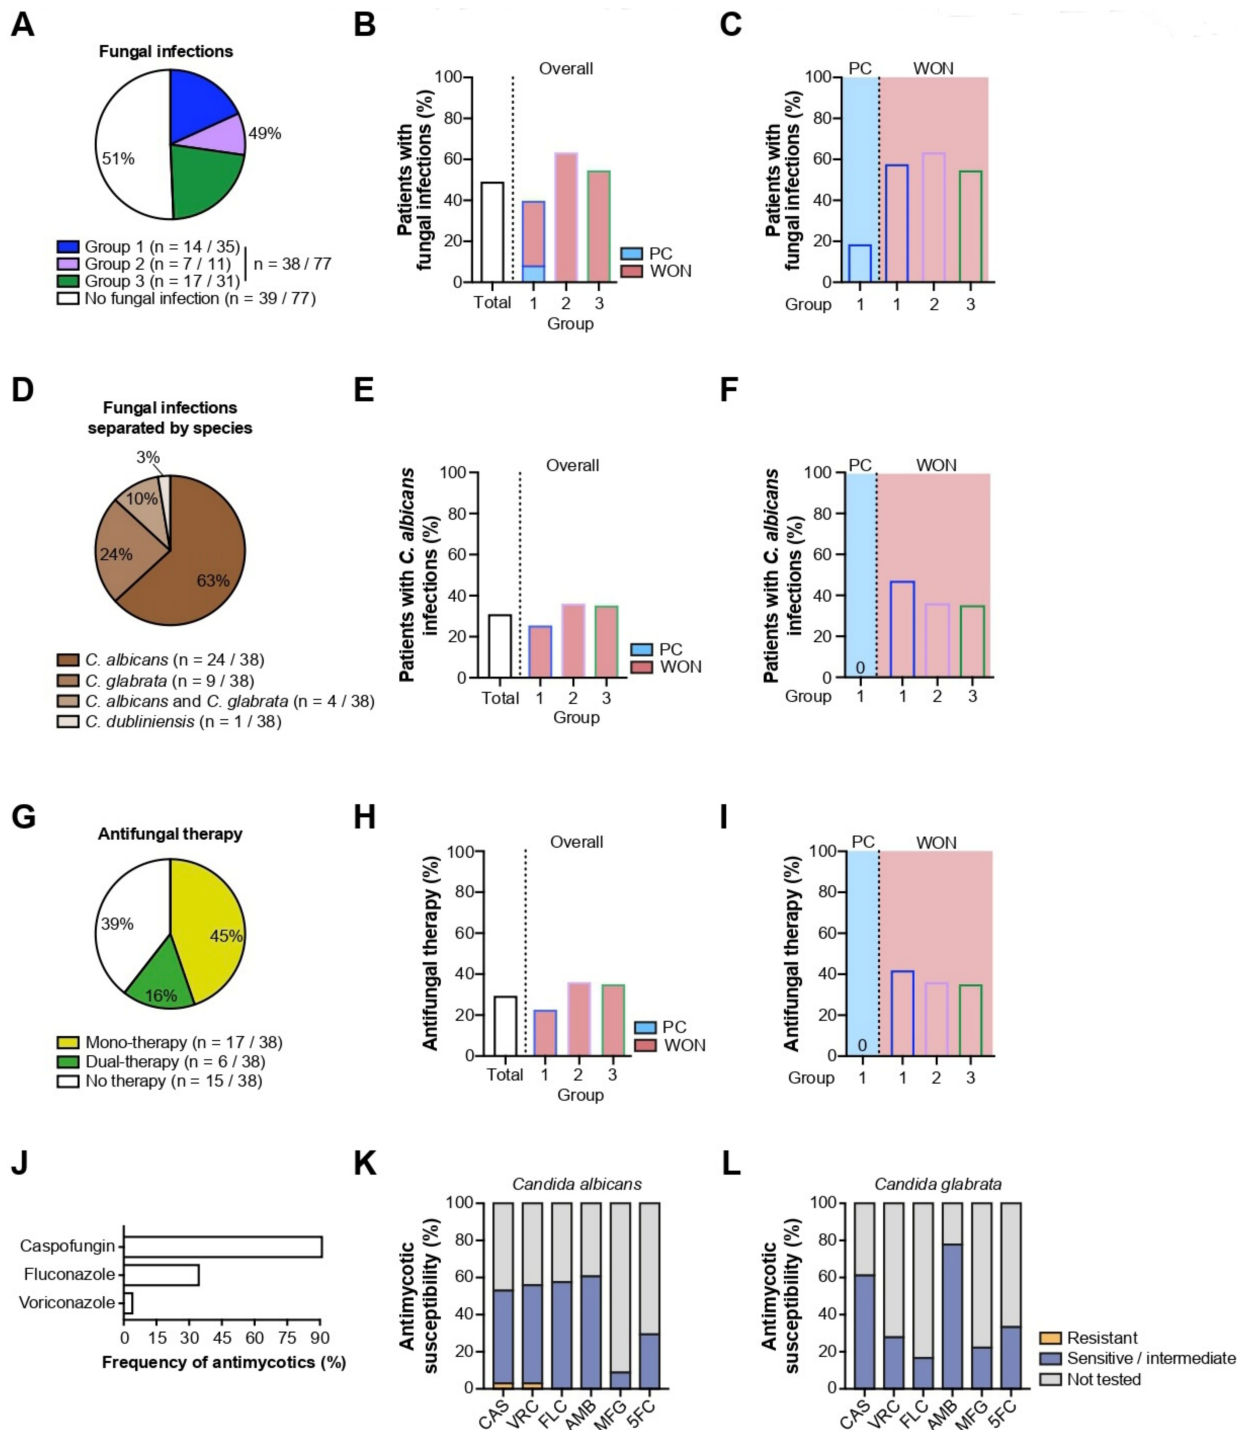 A
Fungal infections
51%
49%
Group 1 (n = 14 / 35)
Group 2 (n = 7 / 11)
Group 3 (n = 17 / 31)
n = 38 / 77
No fungal infection (n = 39 / 77)
B
Overall
Patients with
fungal infections (%)
100
80
60
40
20
0
Total 1 2 3
Group
PC
WON
C
PC WON
Patients with
fungal infections (%)
100
80
60
40
20
0
Group 1 1 2 3
D
Fungal infections
separated by species
3%
10%
24%
63%
C. albicans (n = 24 / 38)
C. glabrata (n = 9 / 38)
C. albicans and C. glabrata (n = 4 / 38)
C. dubliniensis (n = 1 / 38)
E
Overall
Patients with C. albicans
infections (%)
100
80
60
40
20
0
Total 1 2 3
Group
PC
WON
F
PC WON
Patients with C. albicans
infections (%)
100
80
60
40
20
0
0
Group 1 1 2 3
G
Antifungal therapy
39%
45%
16%
Mono-therapy (n = 17 / 38)
Dual-therapy (n = 6 / 38)
No therapy (n = 15 / 38)
H
Overall
Antifungal therapy (%)
100
80
60
40
20
0
Total 1 2 3
Group
PC
WON
I
PC WON
Antifungal therapy (%)
100
80
60
40
20
0
0
Group 1 1 2 3
J
Caspofungin
Fluconazole
Voriconazole
0 15 30 45 60 75 90
Frequency of antimycotics (%)
K
Candida albicans
Antimycotic
susceptibility (%)
100
80
60
40
20
0
CAS VRC FLC AMB MFG 5FC
L
Candida glabrata
Antimycotic
susceptibility (%)
100
80
60
40
20
0
CAS VRC FLC AMB MFG 5FC
Resistant
Sensitive / intermediate
Not tested